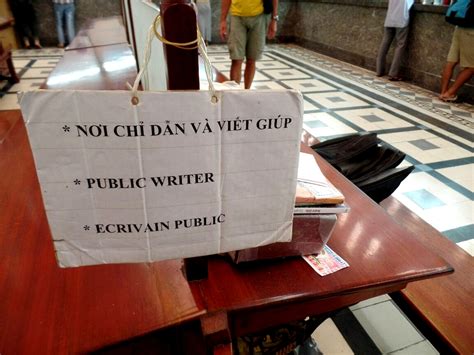 * NƠI CHỈ DẪN VÀ VIẾT GIÚP
* PUBLIC WRITER
* ECRIVAIN PUBLIC